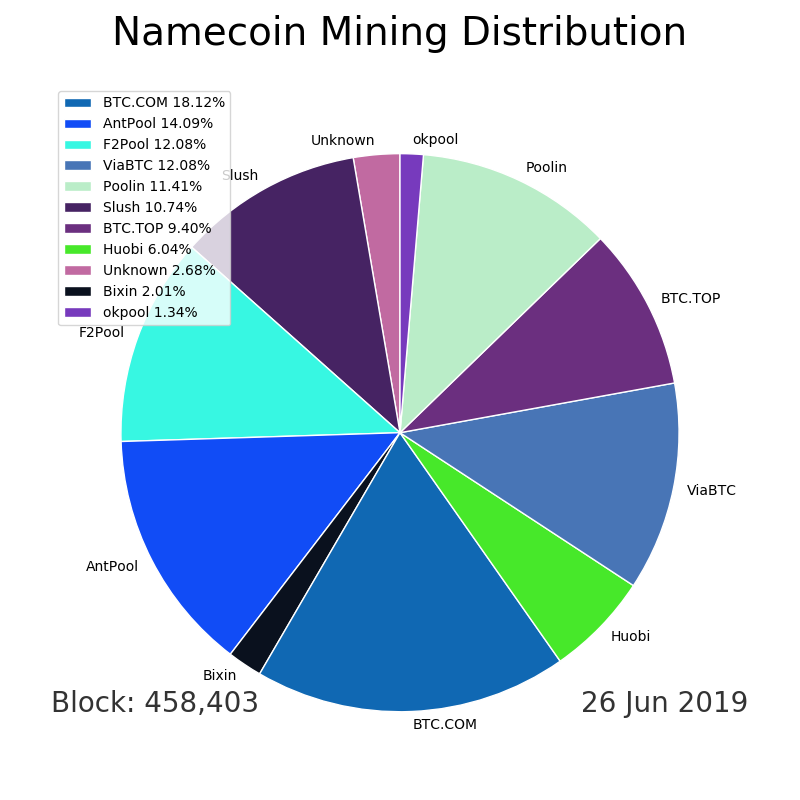 Namecoin Mining Distribution
BTC.COM 18.12%
AntPool 14.09%
F2Pool 12.08%
ViaBTC 12.08%
Poolin 11.41%
Slush 10.74%
BTC.TOP 9.40%
Huobi 6.04%
Unknown 2.68%
Bixin 2.01%
okpool 1.34%
Unknown
okpool
Poolin
Slush
BTC.TOP
F2Pool
ViaBTC
AntPool
Huobi
Bixin
BTC.COM
Block: 458,403
26 Jun 2019